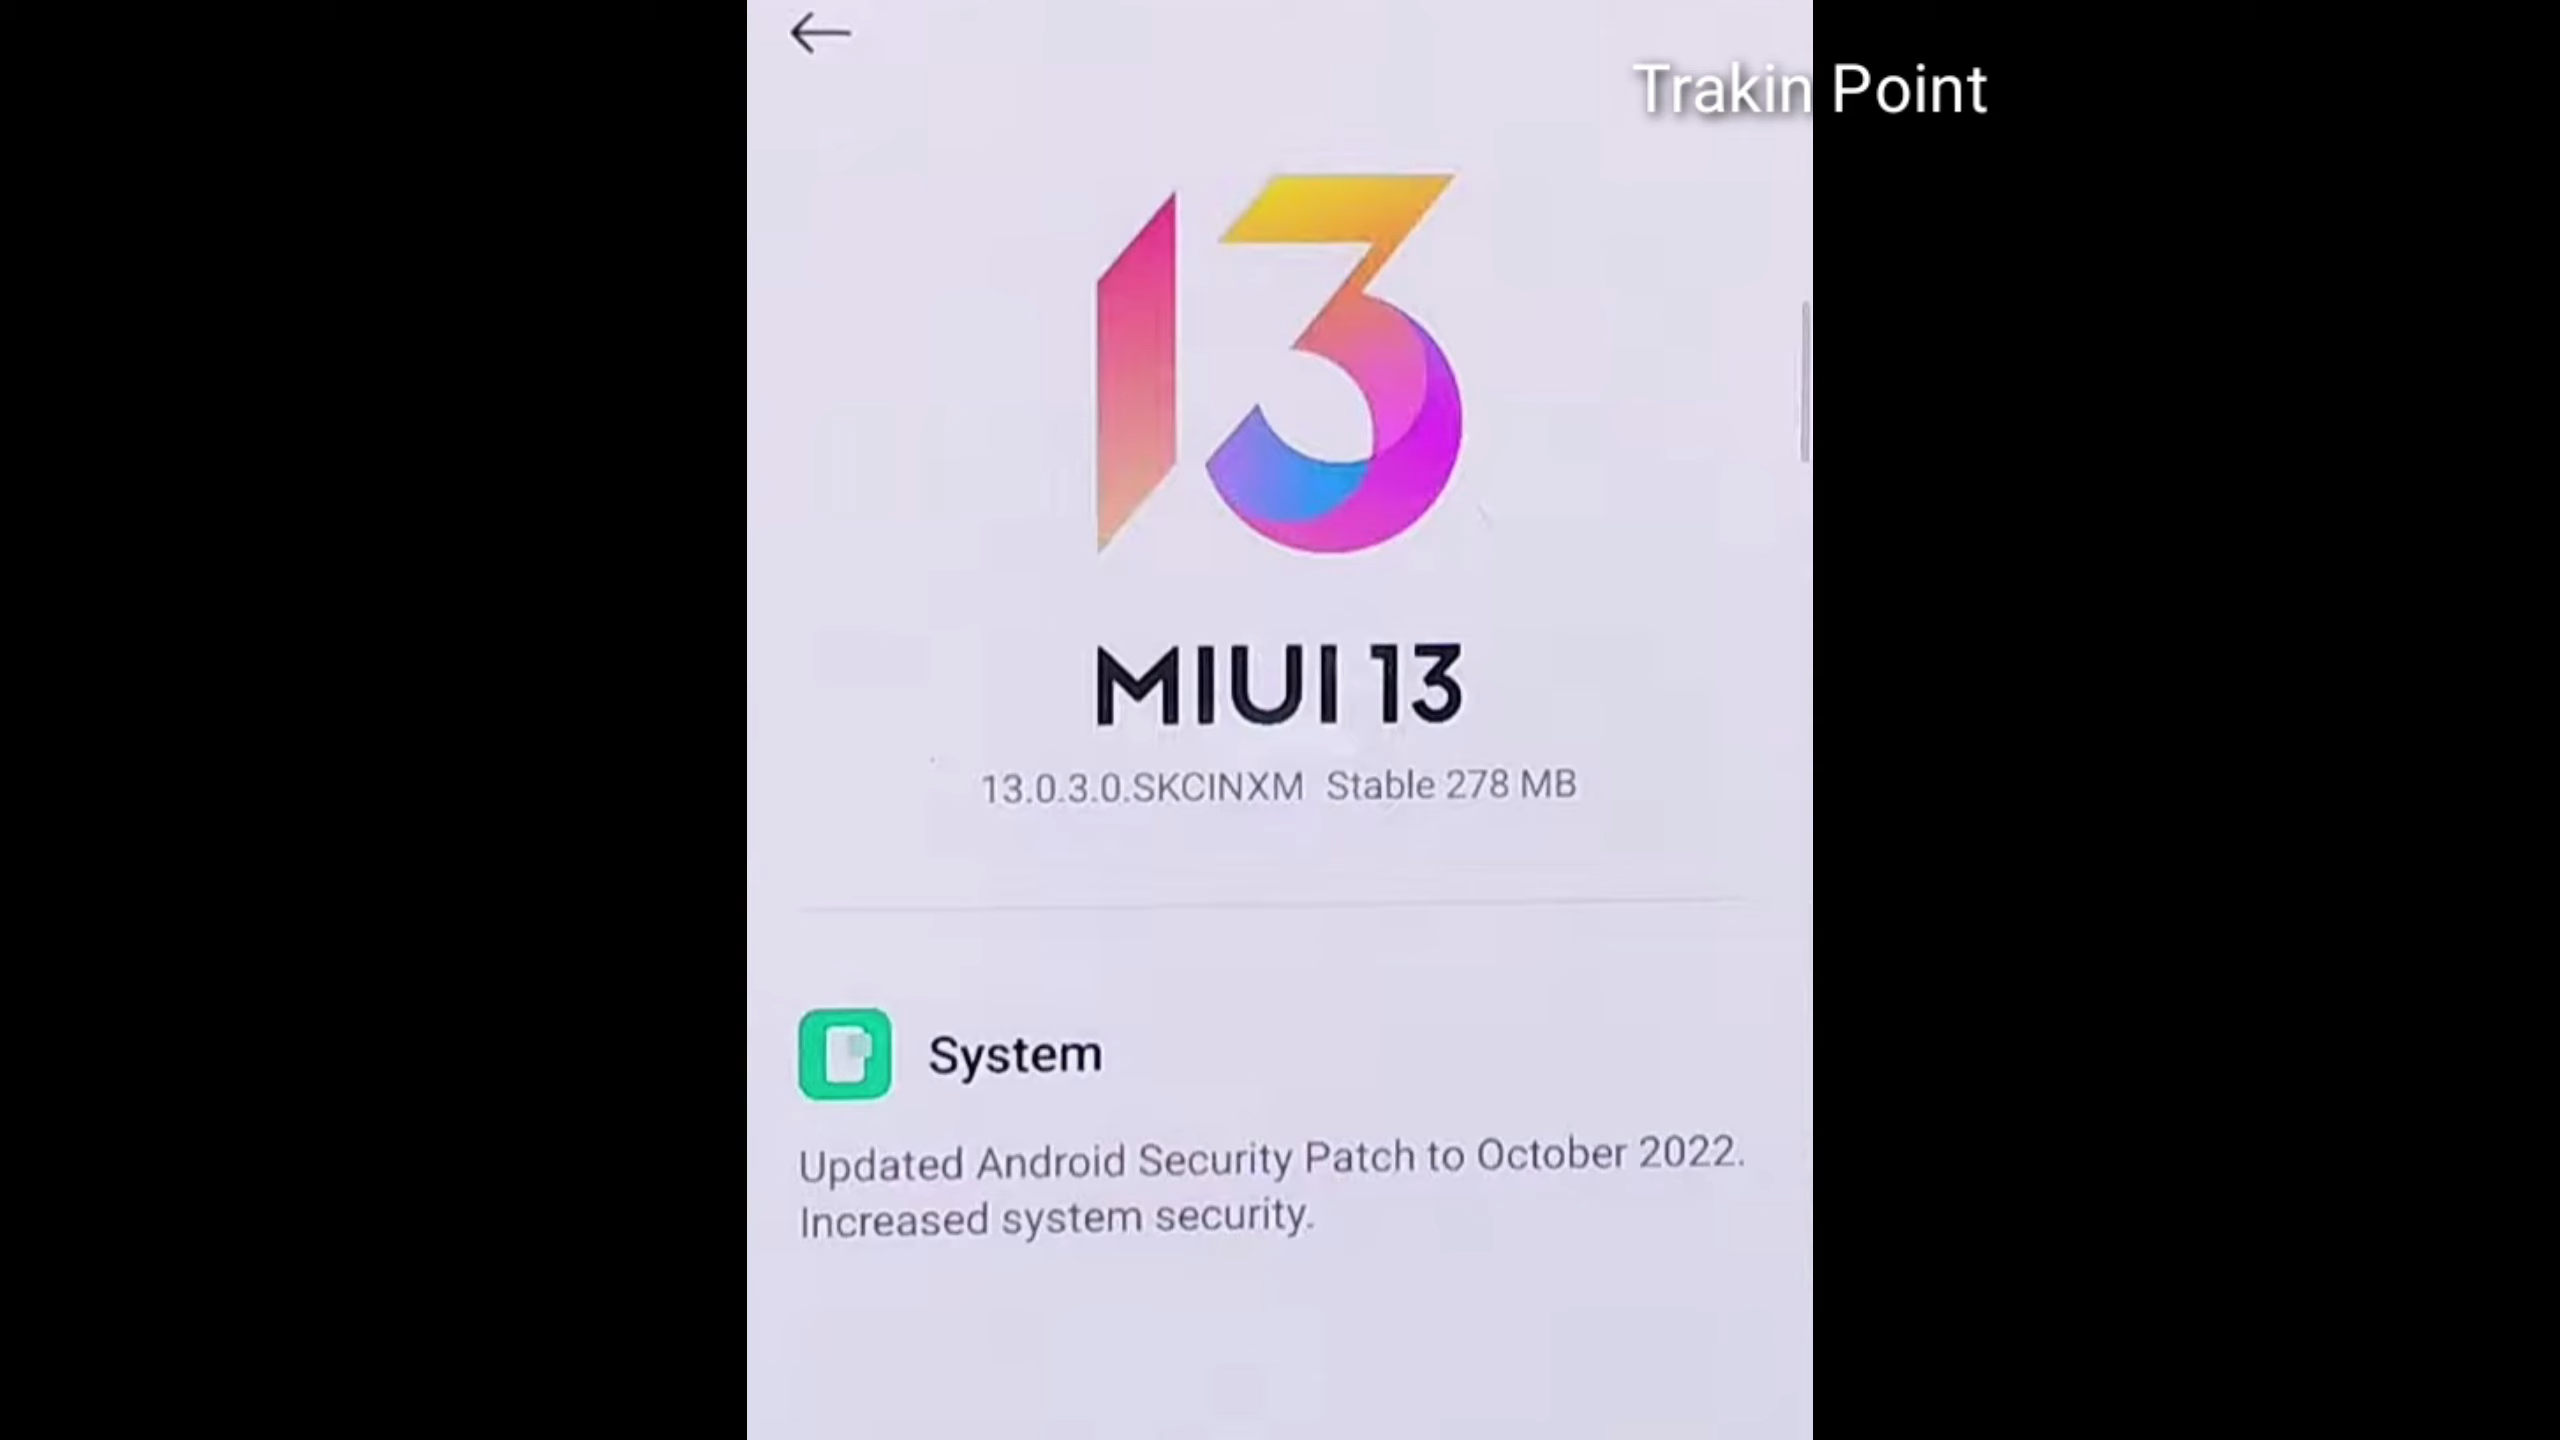 Trakin Point
13
MIUI 13
13.0.3.0.SKCINXM Stable 278 MB
System
Updated Android Security Patch to October 2022.
Increased system security.